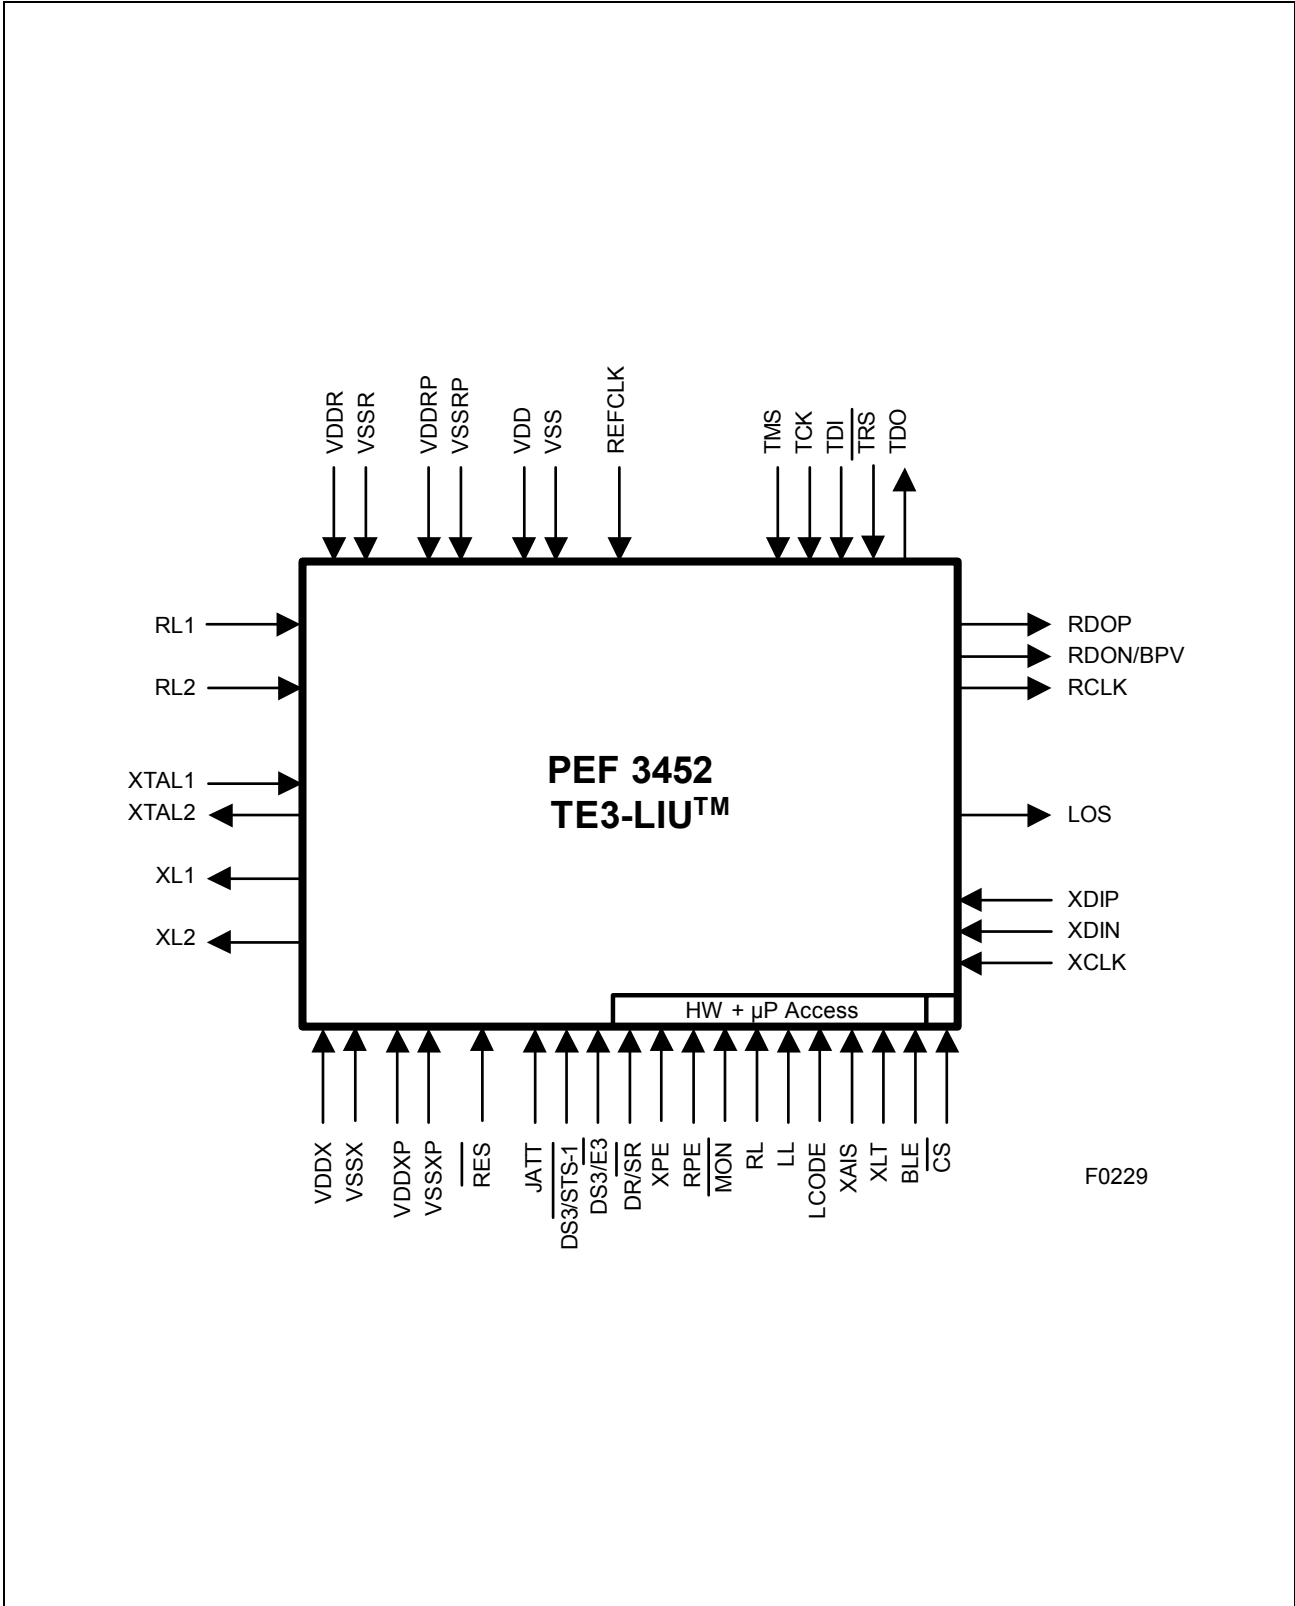 VDDR
VSSR
VDDRP
VSSRP
VDD
VSS
REFCLK
TMS
TCK
TDI
TRS
TDO
RL1
RL2
XTAL1
XTAL2
XL1
XL2
PEF 3452
TE3-LIU™
RDOP
RDON/BPV
RCLK
LOS
XDIP
XDIN
XCLK
HW + µP Access
VDDX
VSSX
VDDXP
VSSXP
RES
JATT
DS3/STS-1
DS3/E3
DR/SR
XPE
RPE
MON
RL
LL
LCODE
XAIS
XLT
BLE
CS
F0229